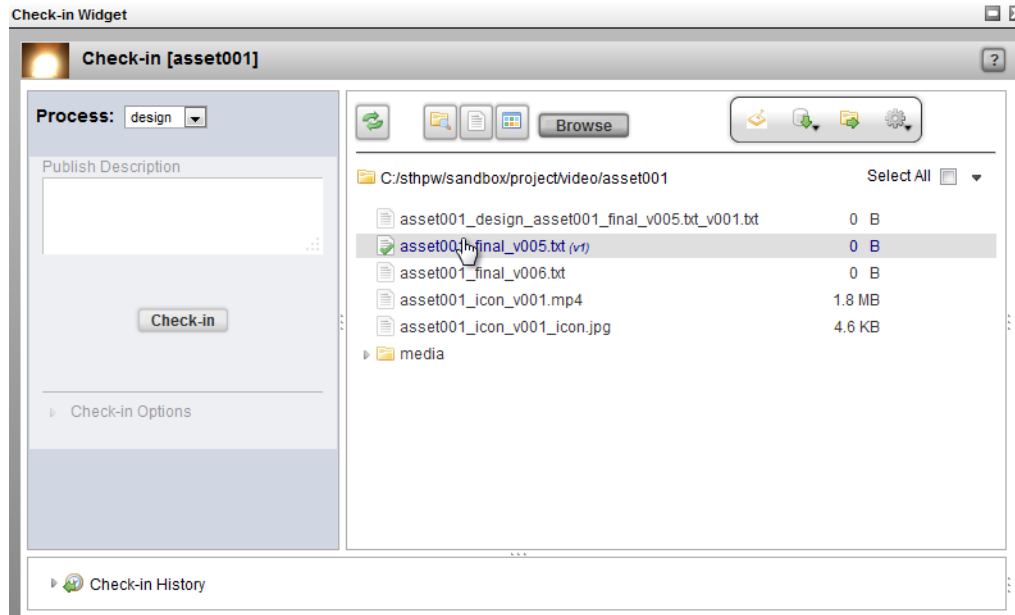 Check-in Widget
Check-in [asset001]
?
Process: design
Publish Description
Check-in
Check-in Options
Browse
C:/sthpw/sandbox/project/video/asset001
Select All
asset001_design_asset001_final_v005.txt_v001.txt 0 B
asset001_final_v005.txt (v1) 0 B
asset001_final_v006.txt 0 B
asset001_icon_v001.mp4 1.8 MB
asset001_icon_v001_icon.jpg 4.6 KB
media
Check-in History